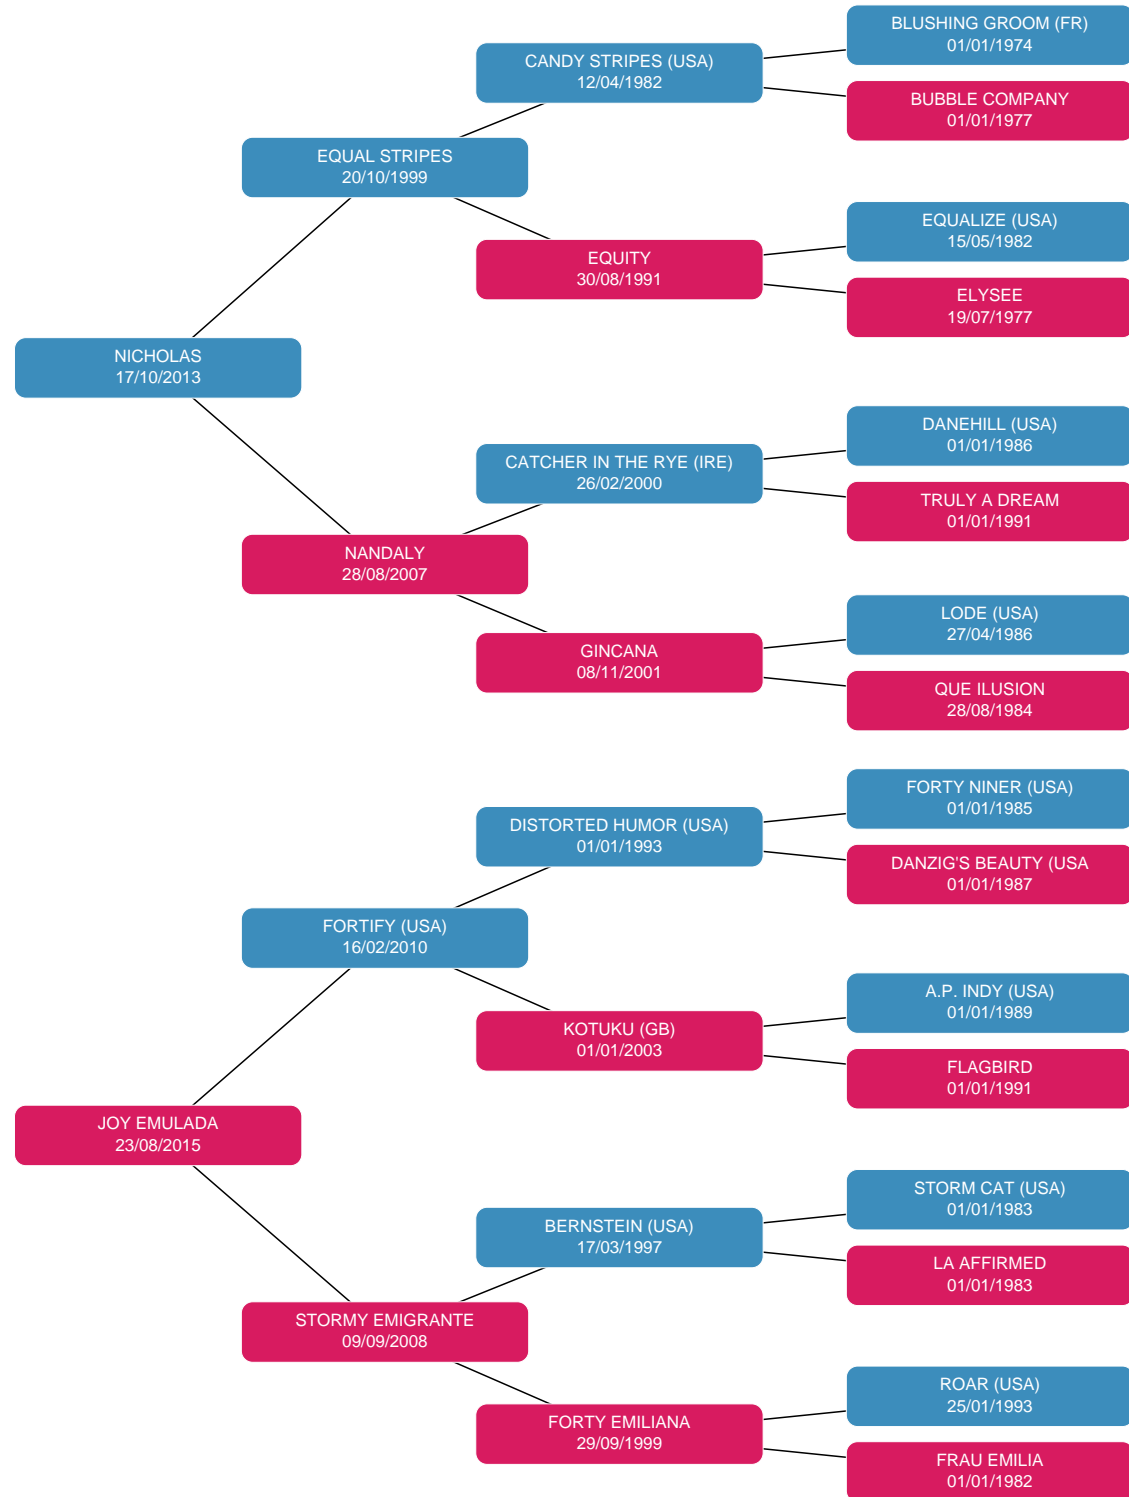 BLUSHING GROOM (FR)
01/01/1974
CANDY STRIPES (USA)
12/04/1982
BUBBLE COMPANY
01/01/1977
EQUAL STRIPES
20/10/1999
EQUALIZE (USA)
15/05/1982
EQUITY
30/08/1991
ELYSEE
19/07/1977
NICHOLAS
17/10/2013
DANEHILL (USA)
01/01/1986
CATCHER IN THE RYE (IRE)
26/02/2000
TRULY A DREAM
01/01/1991
NANDALY
28/08/2007
LODE (USA)
27/04/1986
GINCANA
08/11/2001
QUE ILUSION
28/08/1984
FORTY NINER (USA)
01/01/1985
DISTORTED HUMOR (USA)
01/01/1993
DANZIG'S BEAUTY (USA
01/01/1987
FORTIFY (USA)
16/02/2010
A.P. INDY (USA)
01/01/1989
KOTUKU (GB)
01/01/2003
FLAGBIRD
01/01/1991
JOY EMULADA
23/08/2015
STORM CAT (USA)
01/01/1983
BERNSTEIN (USA)
17/03/1997
LA AFFIRMED
01/01/1983
STORMY EMIGRANTE
09/09/2008
ROAR (USA)
25/01/1993
FORTY EMILIANA
29/09/1999
FRAU EMILIA
01/01/1982